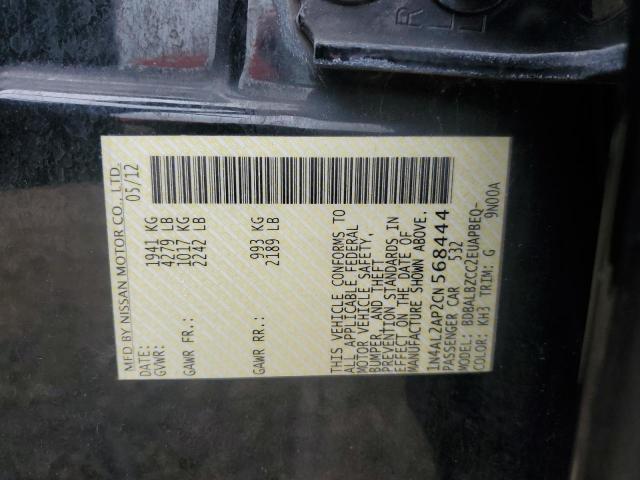 MFD BY NISSAN MOTOR CO., LTD.
DATE: 05/12
GVWR: 1941 KG
4279 LB
GAWR FR.: 1017 KG
2242 LB
GAWR RR.: 993 KG
2189 LB
THIS VEHICLE CONFORMS TO
ALL APPLICABLE FEDERAL
MOTOR VEHICLE SAFETY,
BUMPER, AND THEFT
PREVENTION STANDARDS IN
EFFECT ON THE DATE OF
MANUFACTURE SHOWN ABOVE.
1N4AL2AP2CN568444
PASSENGER CAR 532
MODEL: BDBALBZCC2EUAPBEQ-
COLOR: KH3 TRIM: G 9N00A
R
L L